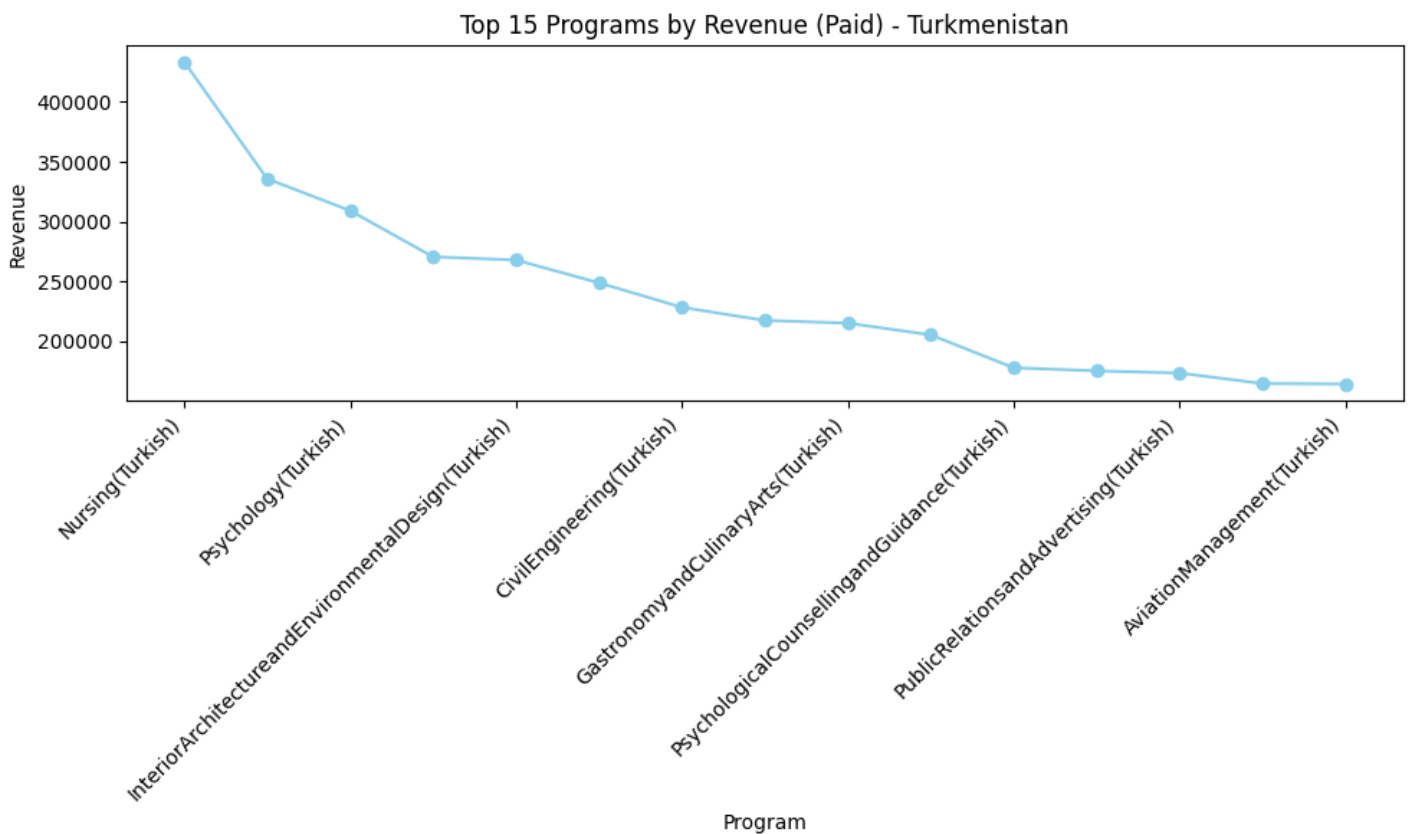 Top 15 Programs by Revenue (Paid) - Turkmenistan
Revenue
400000
350000
300000
250000
200000
Nursing(Turkish)
Psychology(Turkish)
InteriorArchitectureandEnvironmentalDesign(Turkish)
CivilEngineering(Turkish)
GastronomyandCulinaryArts(Turkish)
PsychologicalCounsellingandGuidance(Turkish)
PublicRelationsandAdvertising(Turkish)
AviationManagement(Turkish)
Program